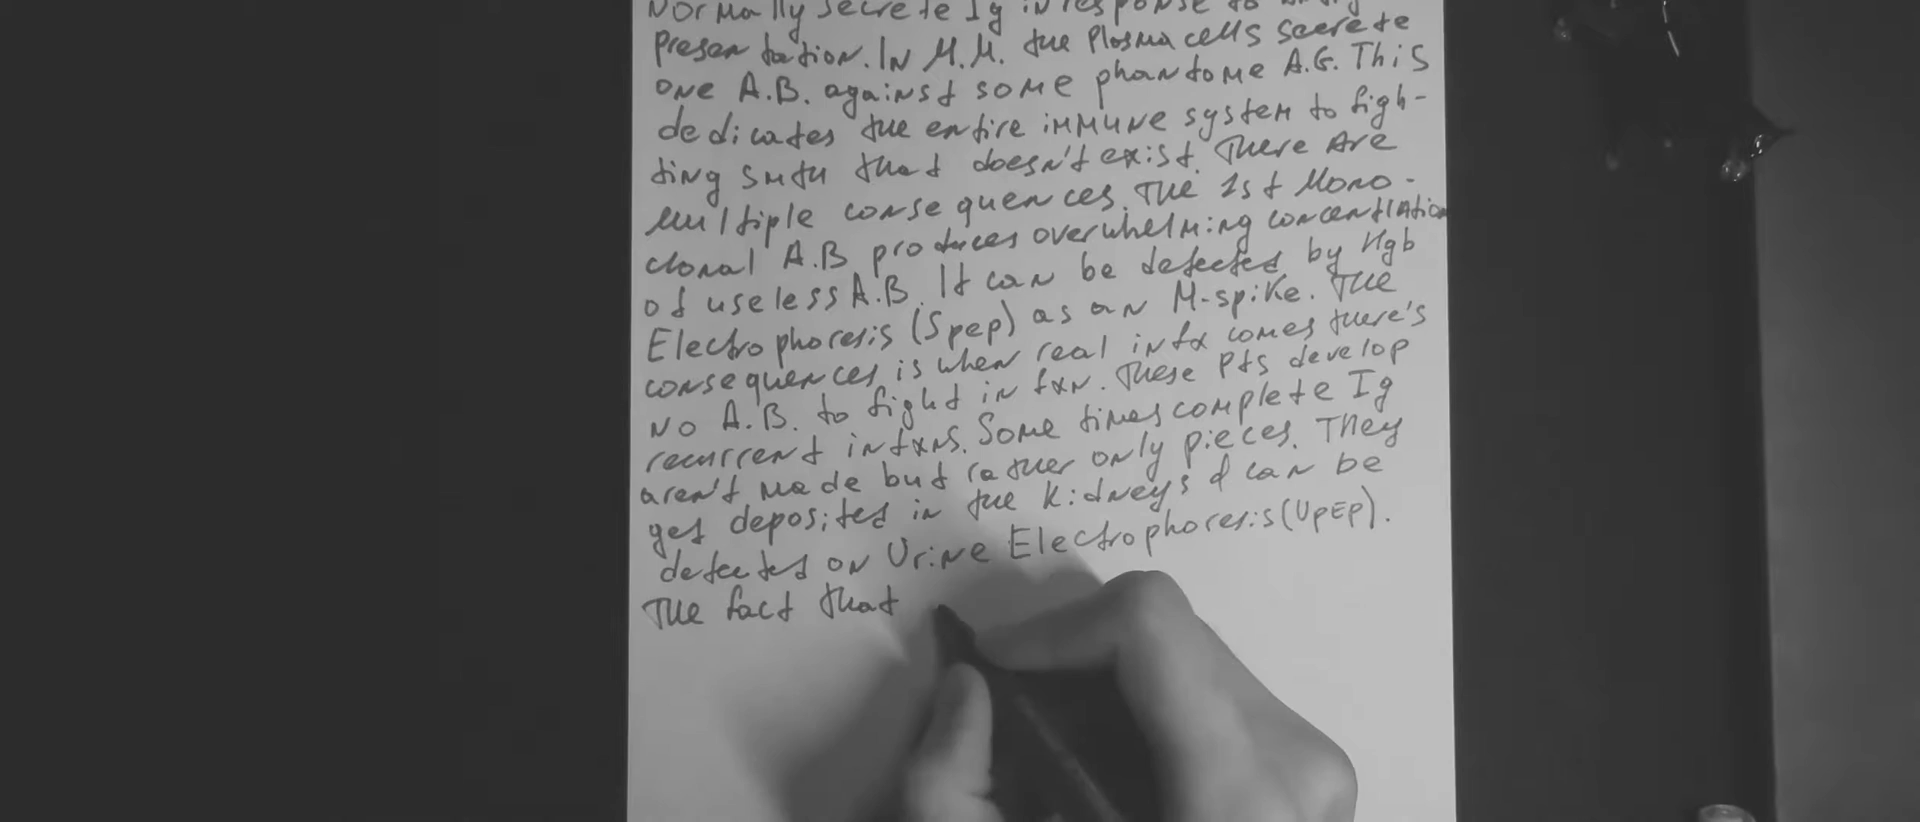 Normally secrete Ig in response to
presentation. In M.M. the Plasma cells secrete
one A.B. against some phantome A.G. This
dedicates the entire immune system to figh-
ting smth that doesn't exist. There Are
multiple consequences. The 1st Mono-
clonal A.B produces overwhelming concentration
of useless A.B. It can be detected by Hgb
Electrophoresis (Spep) as an M-spike. The
consequences is when real infx comes there's
no A.B. to fight infxn. These Pts develop
recurrent infxns. Some times complete Ig
aren't made but rather only pieces. They
get deposited in the kidneys & can be
detected on Urine Electrophoresis (UpEp).
The fact that